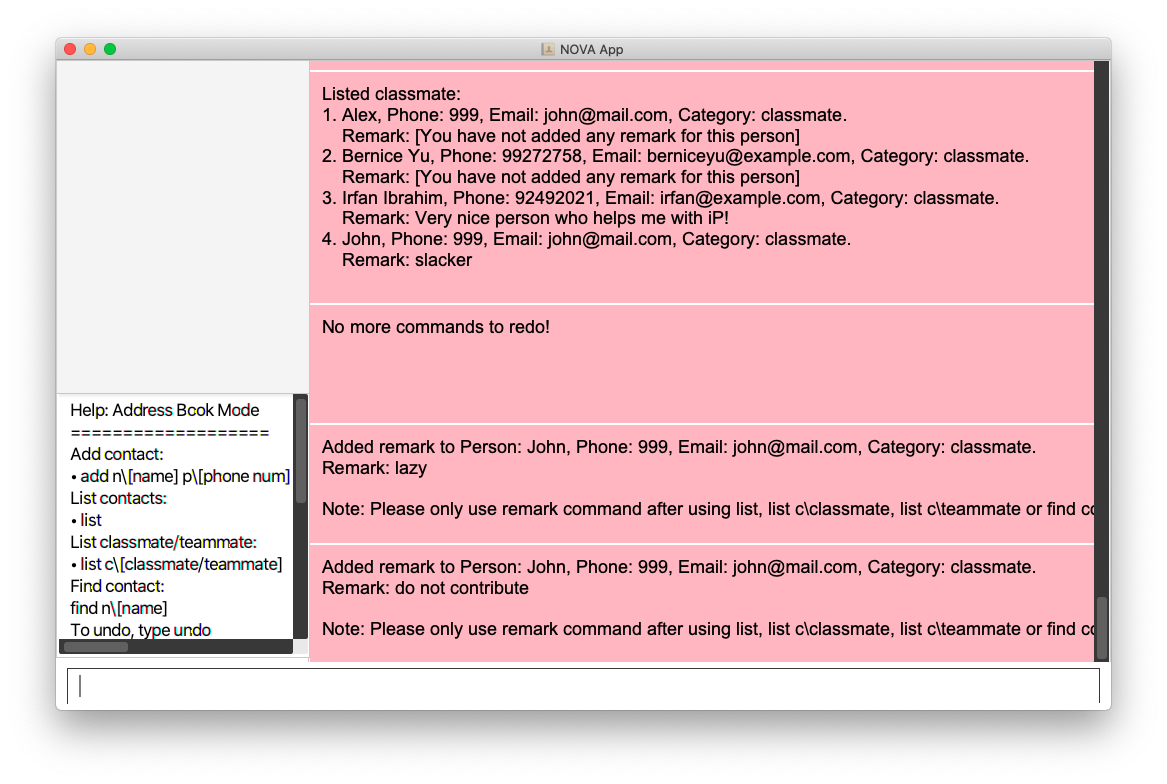 NOVA App
Listed classmate:
1. Alex, Phone: 999, Email: john@mail.com, Category: classmate.
Remark: [You have not added any remark for this person]
2. Bernice Yu, Phone: 99272758, Email: berniceyu@example.com, Category: classmate.
Remark: [You have not added any remark for this person]
3. Irfan Ibrahim, Phone: 92492021, Email: irfan@example.com, Category: classmate.
Remark: Very nice person who helps me with iP!
4. John, Phone: 999, Email: john@mail.com, Category: classmate.
Remark: slacker
No more commands to redo!
Added remark to Person: John, Phone: 999, Email: john@mail.com, Category: classmate.
Remark: lazy
Note: Please only use remark command after using list, list c\classmate, list c\teammate or find
Added remark to Person: John, Phone: 999, Email: john@mail.com, Category: classmate.
Remark: do not contribute
Note: Please only use remark command after using list, list c\classmate, list c\teammate or find
Help: Address Book Mode
===================
Add contact:
• add n\[name] p\[phone num]
List contacts:
• list
List classmate/teammate:
• list c\[classmate/teammate]
Find contact:
find n\[name]
To undo, type undo